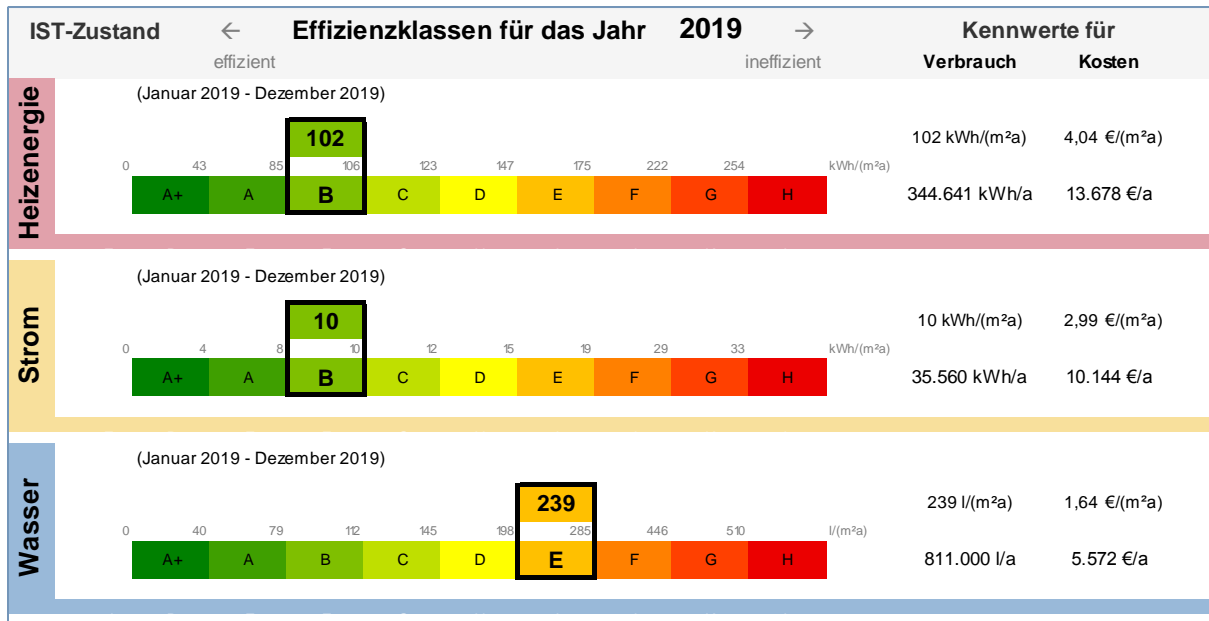 IST-Zustand ← Effizienzklassen für das Jahr 2019 → Kennwerte für
effizient ineffizient Verbrauch Kosten
Heizenergie
(Januar 2019 - Dezember 2019)
102 102 kWh/(m²a) 4,04 €/(m²a)
0 43 85 106 123 147 175 222 254 kWh/(m²a)
A+ A B C D E F G H 344.641 kWh/a 13.678 €/a
Strom
(Januar 2019 - Dezember 2019)
10 10 kWh/(m²a) 2,99 €/(m²a)
0 4 8 10 12 15 19 29 33 kWh/(m²a)
A+ A B C D E F G H 35.560 kWh/a 10.144 €/a
Wasser
(Januar 2019 - Dezember 2019)
239 239 l/(m²a) 1,64 €/(m²a)
0 40 79 112 145 198 285 446 510 l/(m²a)
A+ A B C D E F G H 811.000 l/a 5.572 €/a